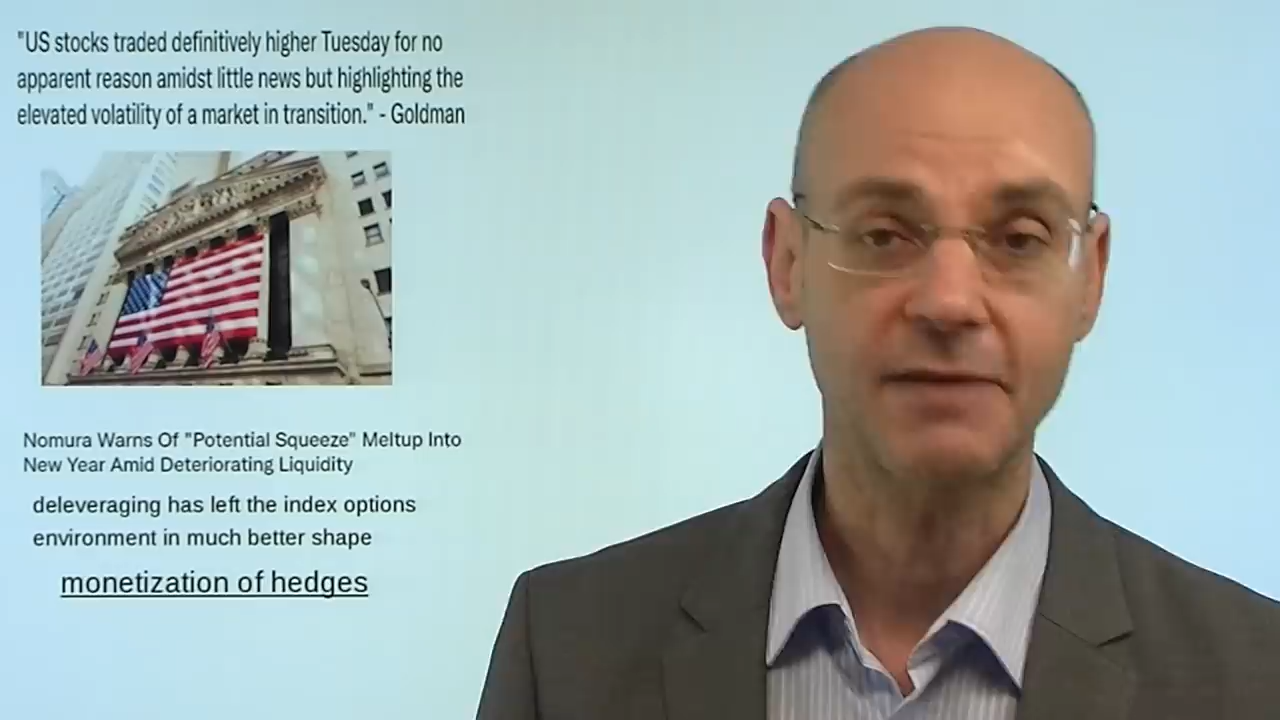 "US stocks traded definitively higher Tuesday for no
apparent reason amidst little news but highlighting the
elevated volatility of a market in transition." - Goldman
Nomura Warns Of "Potential Squeeze" Meltup Into
New Year Amid Deteriorating Liquidity
deleveraging has left the index options
environment in much better shape
monetization of hedges